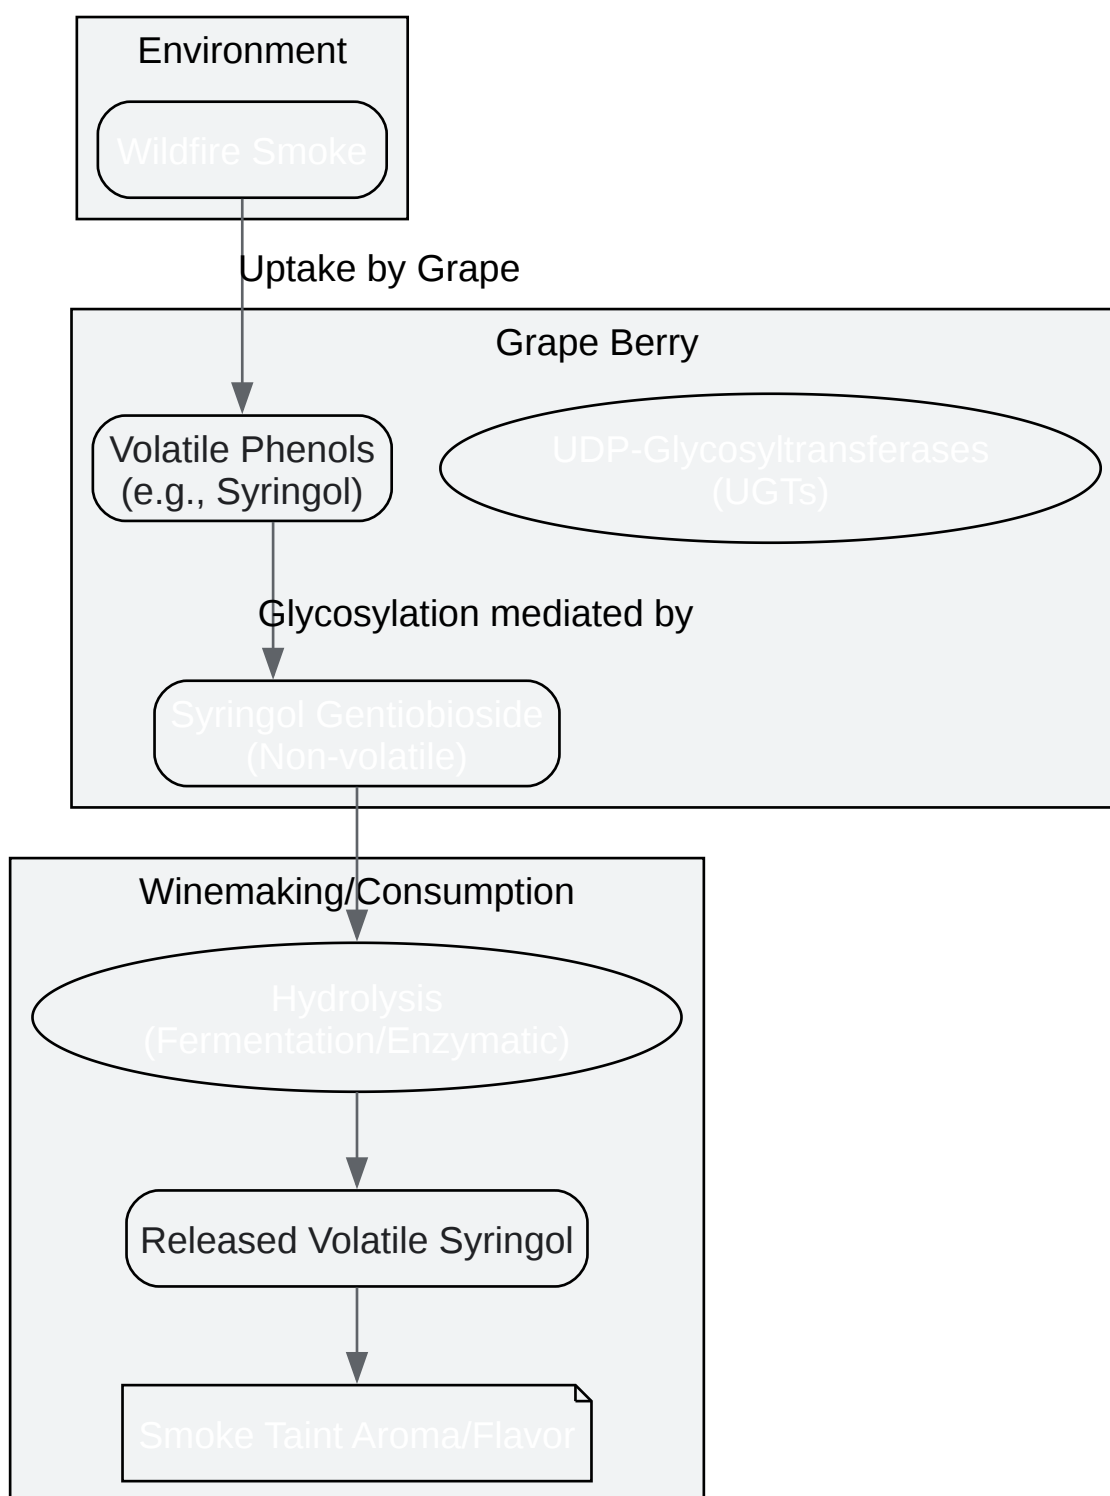 Environment
Wildfire Smoke
Uptake by Grape
Grape Berry
Volatile Phenols
(e.g., Syringol)
UDP-Glycosyltransferases
(UGTs)
Glycosylation mediated by
Syringol Gentiobioside
(Non-volatile)
Winemaking/Consumption
Hydrolysis
(Fermentation/Enzymatic)
Released Volatile Syringol
Smoke Taint Aroma/Flavor